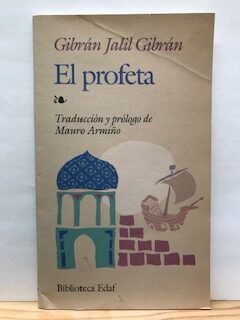 Gibrán Jalil Gibrán
El profeta
Traducción y prólogo de
Mauro Armiño
Biblioteca Edaf